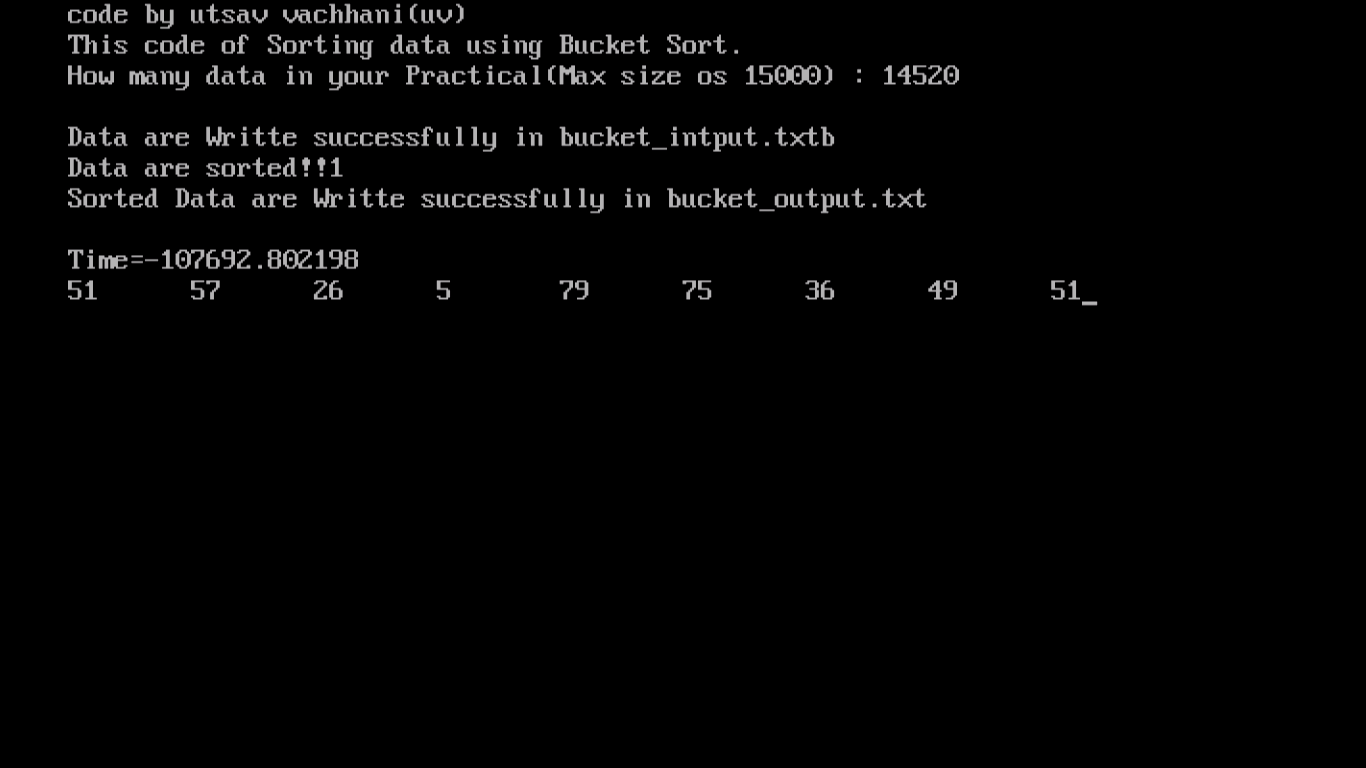 code by utsav vachhani(uv)
This code of Sorting data using Bucket Sort.
How many data in your Practical(Max size os 15000) : 14520
Data are Writte successfully in bucket_intput.txtb
Data are sorted!!1
Sorted Data are Writte successfully in bucket_output.txt
Time=-107692.802198
51 57 26 5 79 75 36 49 51_